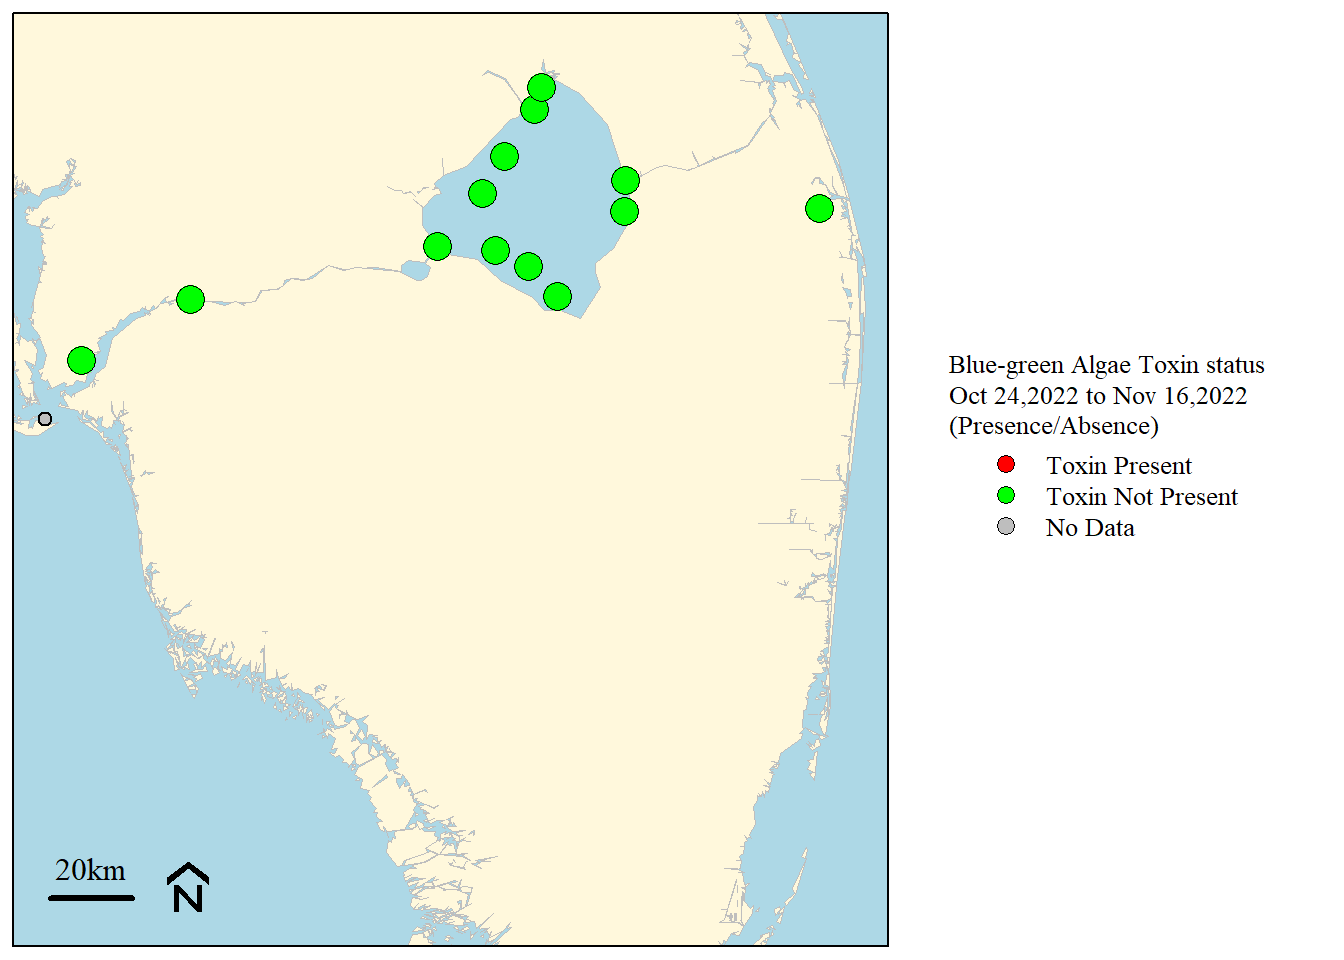 Blue-green Algae Toxin status
Oct 24,2022 to Nov 16,2022
(Presence/Absence)
Toxin Present
Toxin Not Present
No Data
20km
N